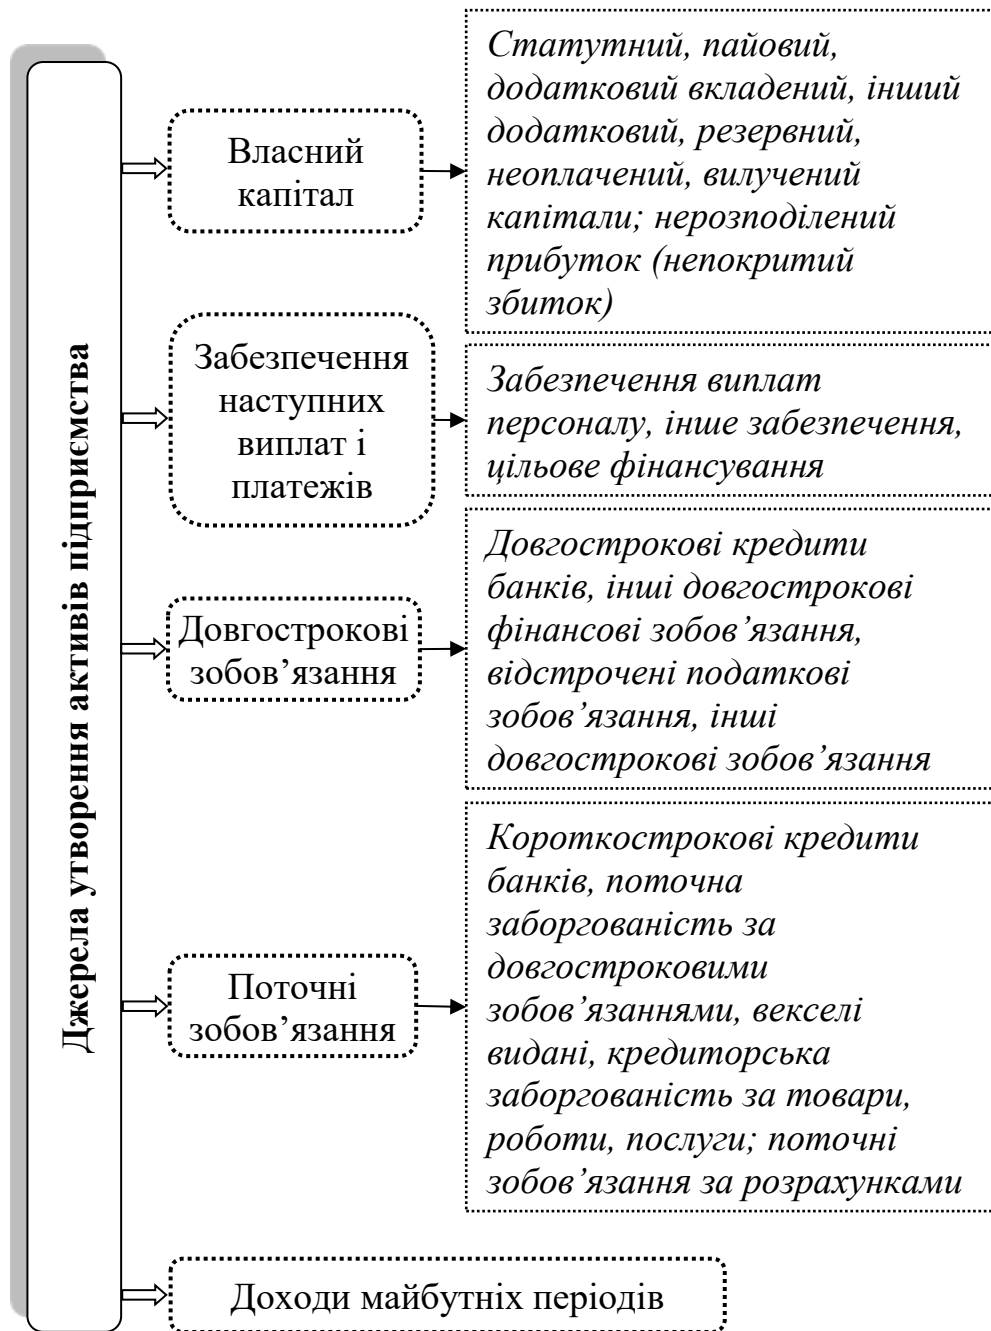 Джерела утворення активів підприємства
Власний
капітал
Статутний, пайовий,
додатковий вкладений, інший
додатковий, резервний,
неоплачений, вилучений
капітали; нерозподілений
прибуток (непокритий
збиток)
Забезпечення
наступних
виплат і
платежів
Забезпечення виплат
персоналу, інше забезпечення,
цільове фінансування
Довгострокові
зобов’язання
Довгострокові кредити
банків, інші довгострокові
фінансові зобов’язання,
відстрочені податкові
зобов’язання, інші
довгострокові зобов’язання
Поточні
зобов’язання
Короткострокові кредити
банків, поточна
заборгованість за
довгостроковими
зобов’язаннями, векселі
видані, кредиторська
заборгованість за товари,
роботи, послуги; поточні
зобов’язання за розрахунками
Доходи майбутніх періодів